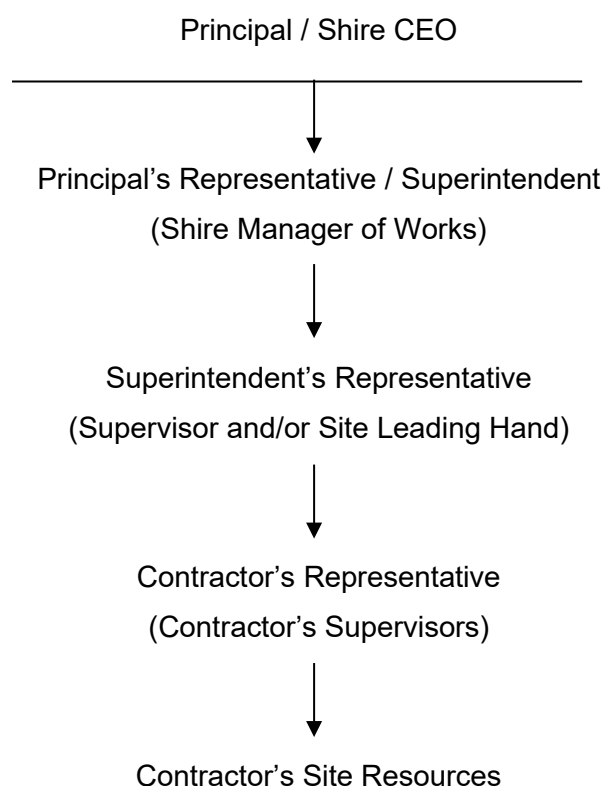 Principal / Shire CEO
Principal’s Representative / Superintendent
(Shire Manager of Works)
Superintendent’s Representative
(Supervisor and/or Site Leading Hand)
Contractor’s Representative
(Contractor’s Supervisors)
Contractor’s Site Resources